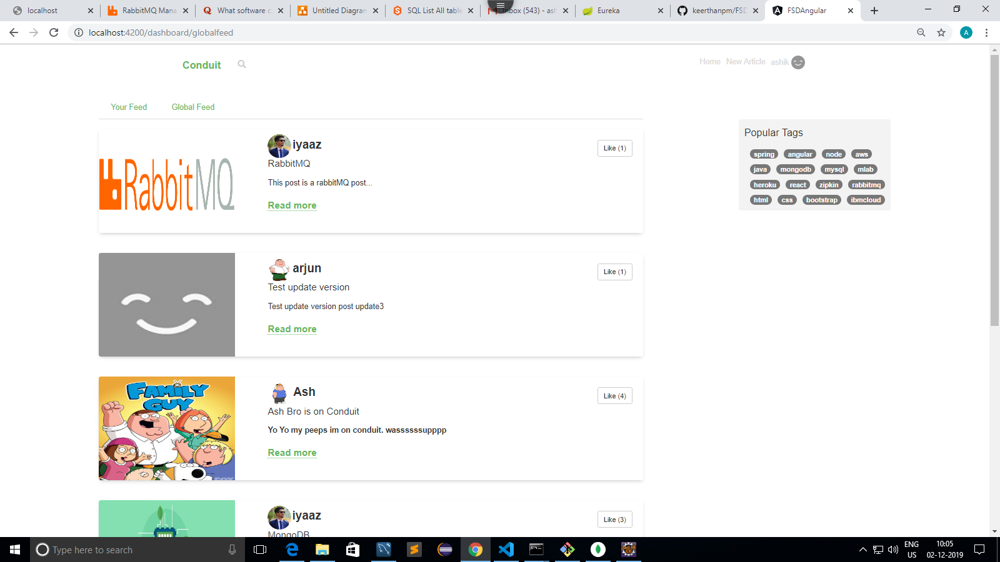 localhost
RabbitMQ Mana
What software c
Untitled Diagran
SQL List All table
Inbox (543) - ash
Eureka
keerthanpm/FSD
FSDAngular
localhost:4200/dashboard/globalfeed
A
Conduit
Home New Article ashik
Your Feed Global Feed
Popular Tags
spring angular node aws
java mongodb mysql mlab
heroku react zipkin rabbitmq
html css bootstrap ibmcloud
RabbitMQ
iyaaz
Like (1)
RabbitMQ
This post is a rabbitMQ post...
Read more
arjun
Like (1)
Test update version
Test update version post update3
Read more
FAMILY
GUY
FOX
Ash
Like (4)
Ash Bro is on Conduit
Yo Yo my peeps im on conduit. wassssssupppp
Read more
iyaaz
Like (3)
MongoDB
Type here to search
ENG
US
10:05
02-12-2019